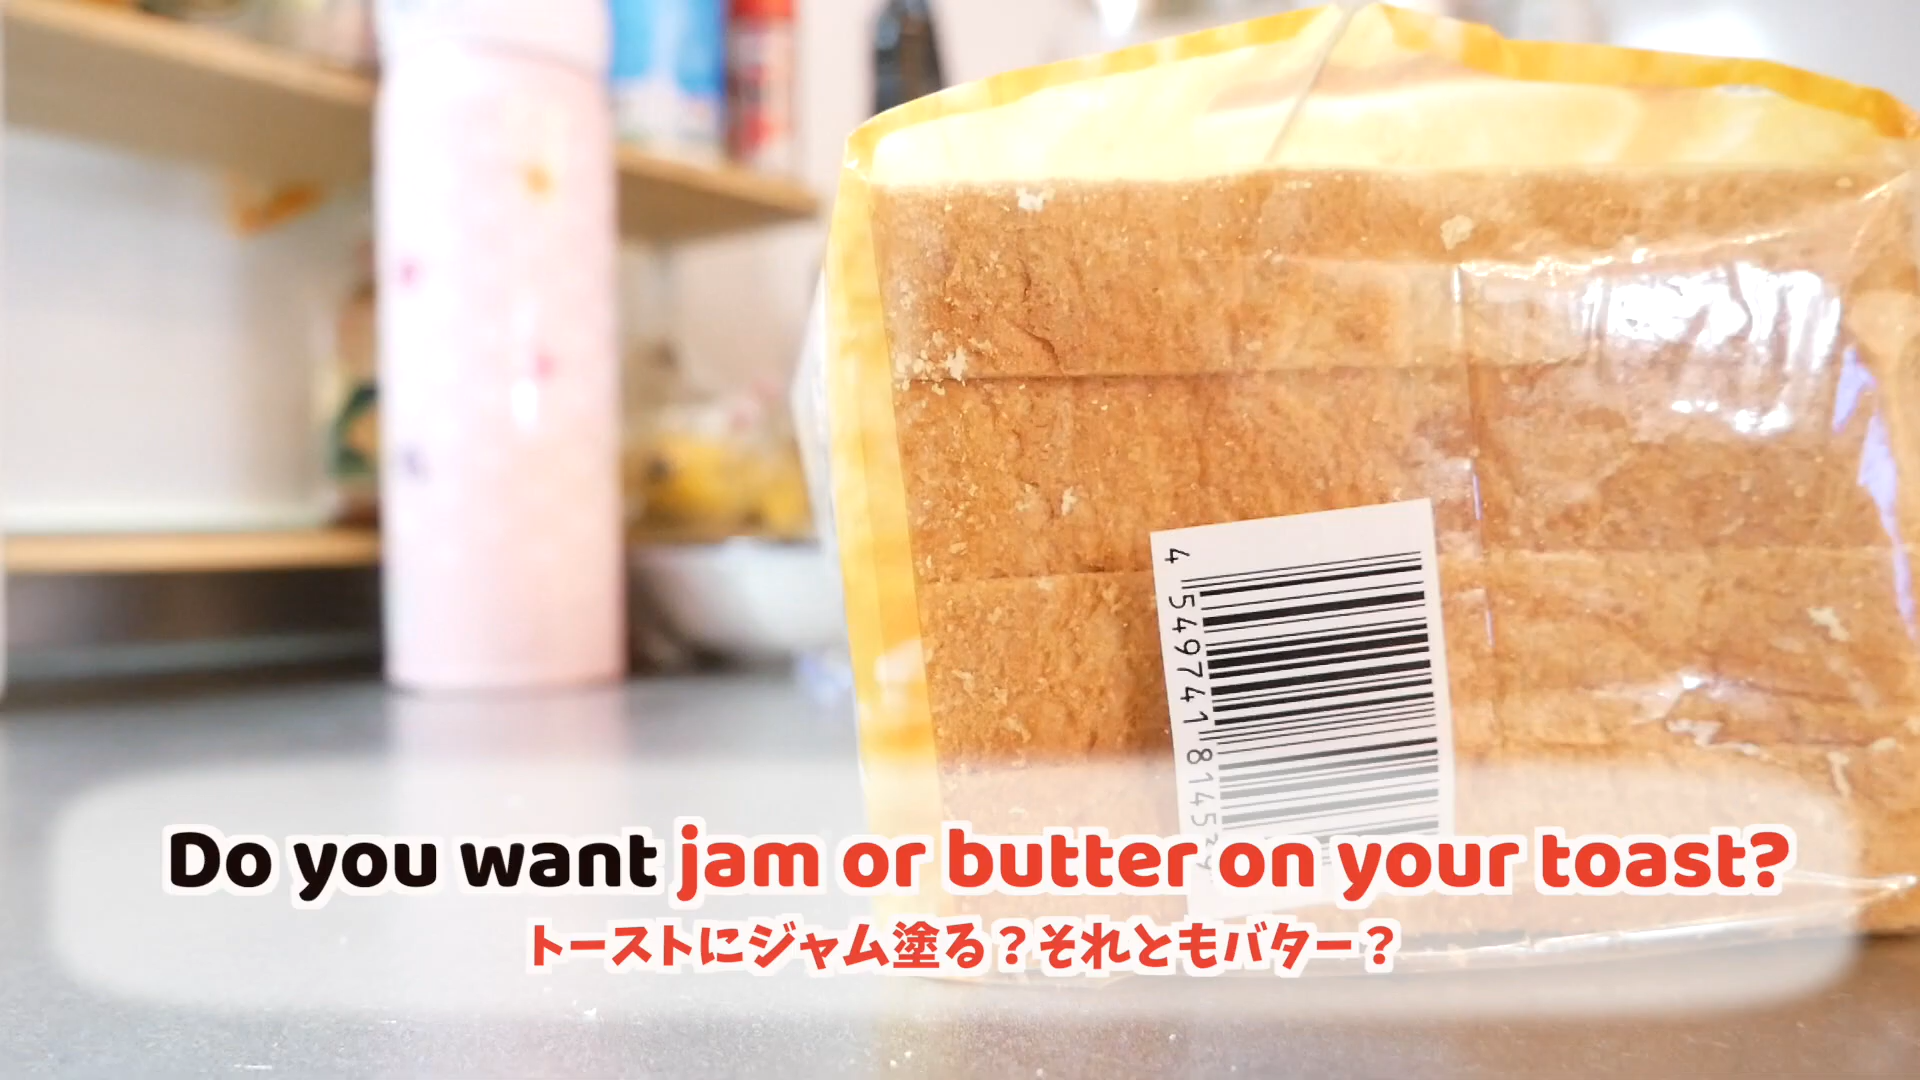 4 549741 8145
Do you want jam or butter on your toast?
トーストにジャム塗る？それともバター？